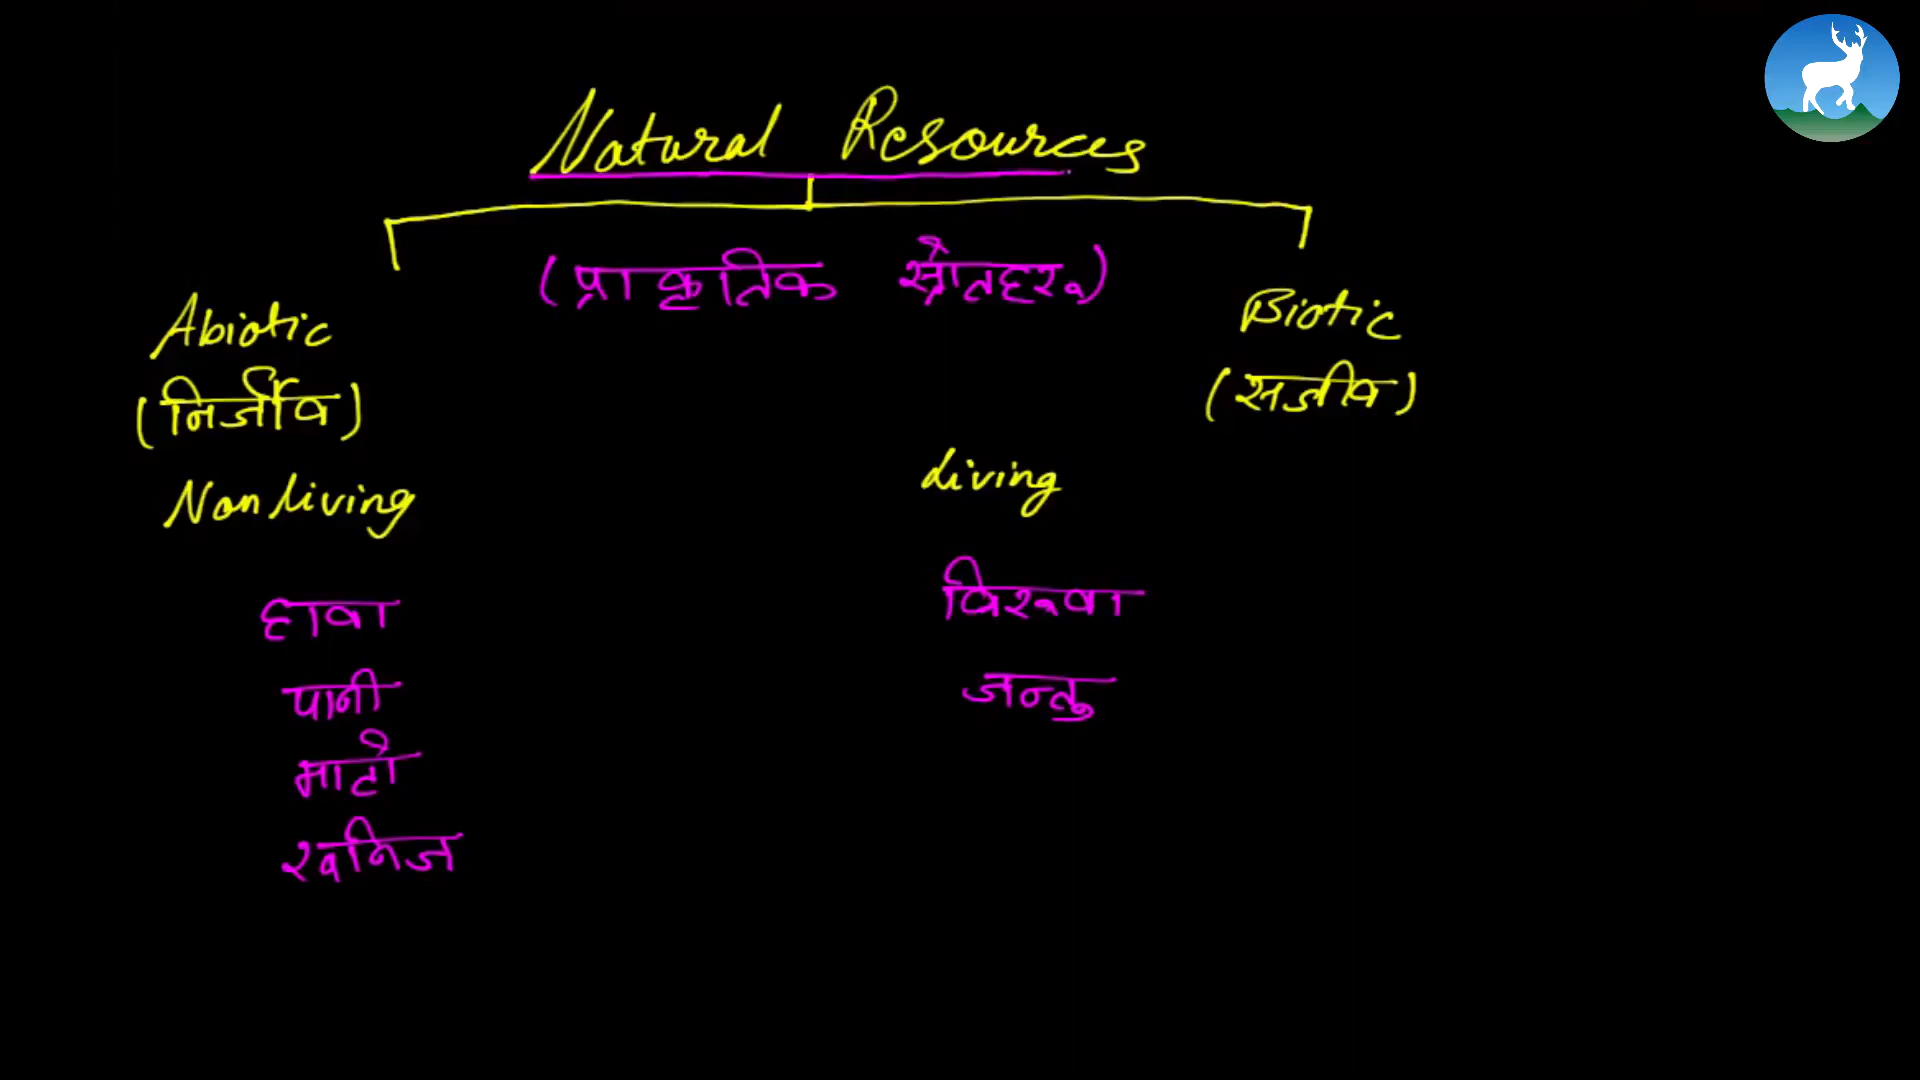 Natural Resources
(प्राकृतिक स्रोतहरू)
Abiotic
(निर्जीव)
Non living
हावा
पानी
माटो
खनिज
Biotic
(सजीव)
Living
विरूवा
जन्तु